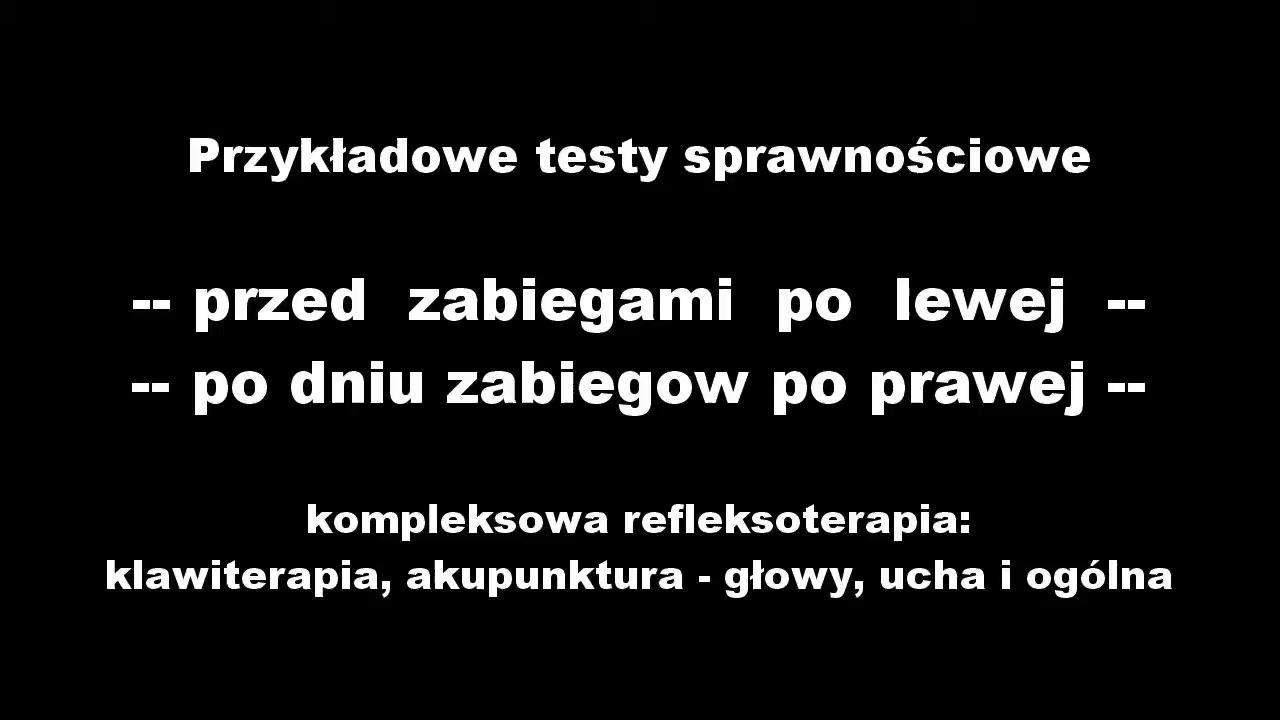 Przykładowe testy sprawnościowe
-- przed zabiegami po lewej --
-- po dniu zabiegow po prawej --
kompleksowa refleksoterapia:
klawiterapia, akupunktura - głowy, ucha i ogólna